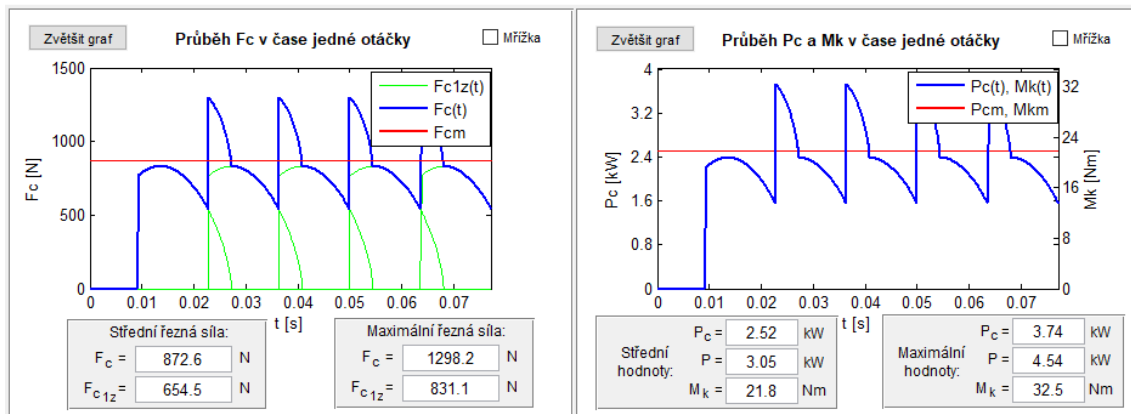 Zvětšit graf
Průběh Fc v čase jedné otáčky
Mřížka
1500
1000
500
0
Fc [N]
Fc1z(t)
Fc(t)
Fcm
0 0.01 0.02 0.03 0.04 0.05 0.06 0.07
t [s]
Střední řezná síla:
Fc = 872.6 N
Fc1z = 654.5 N
Maximální řezná síla:
Fc = 1298.2 N
Fc1z = 831.1 N
Zvětšit graf
Průběh Pc a Mk v čase jedné otáčky
Mřížka
4
3.2
2.4
1.6
0.8
0
Pc [kW]
Pc(t), Mk(t)
Pcm, Mkm
32
24
16
8
0
Mk [Nm]
0 0.01 0.02 0.03 0.04 0.05 0.06 0.07
t [s]
Střední hodnoty:
Pc = 2.52 kW
P = 3.05 kW
Mk = 21.8 Nm
Maximální hodnoty:
Pc = 3.74 kW
P = 4.54 kW
Mk = 32.5 Nm